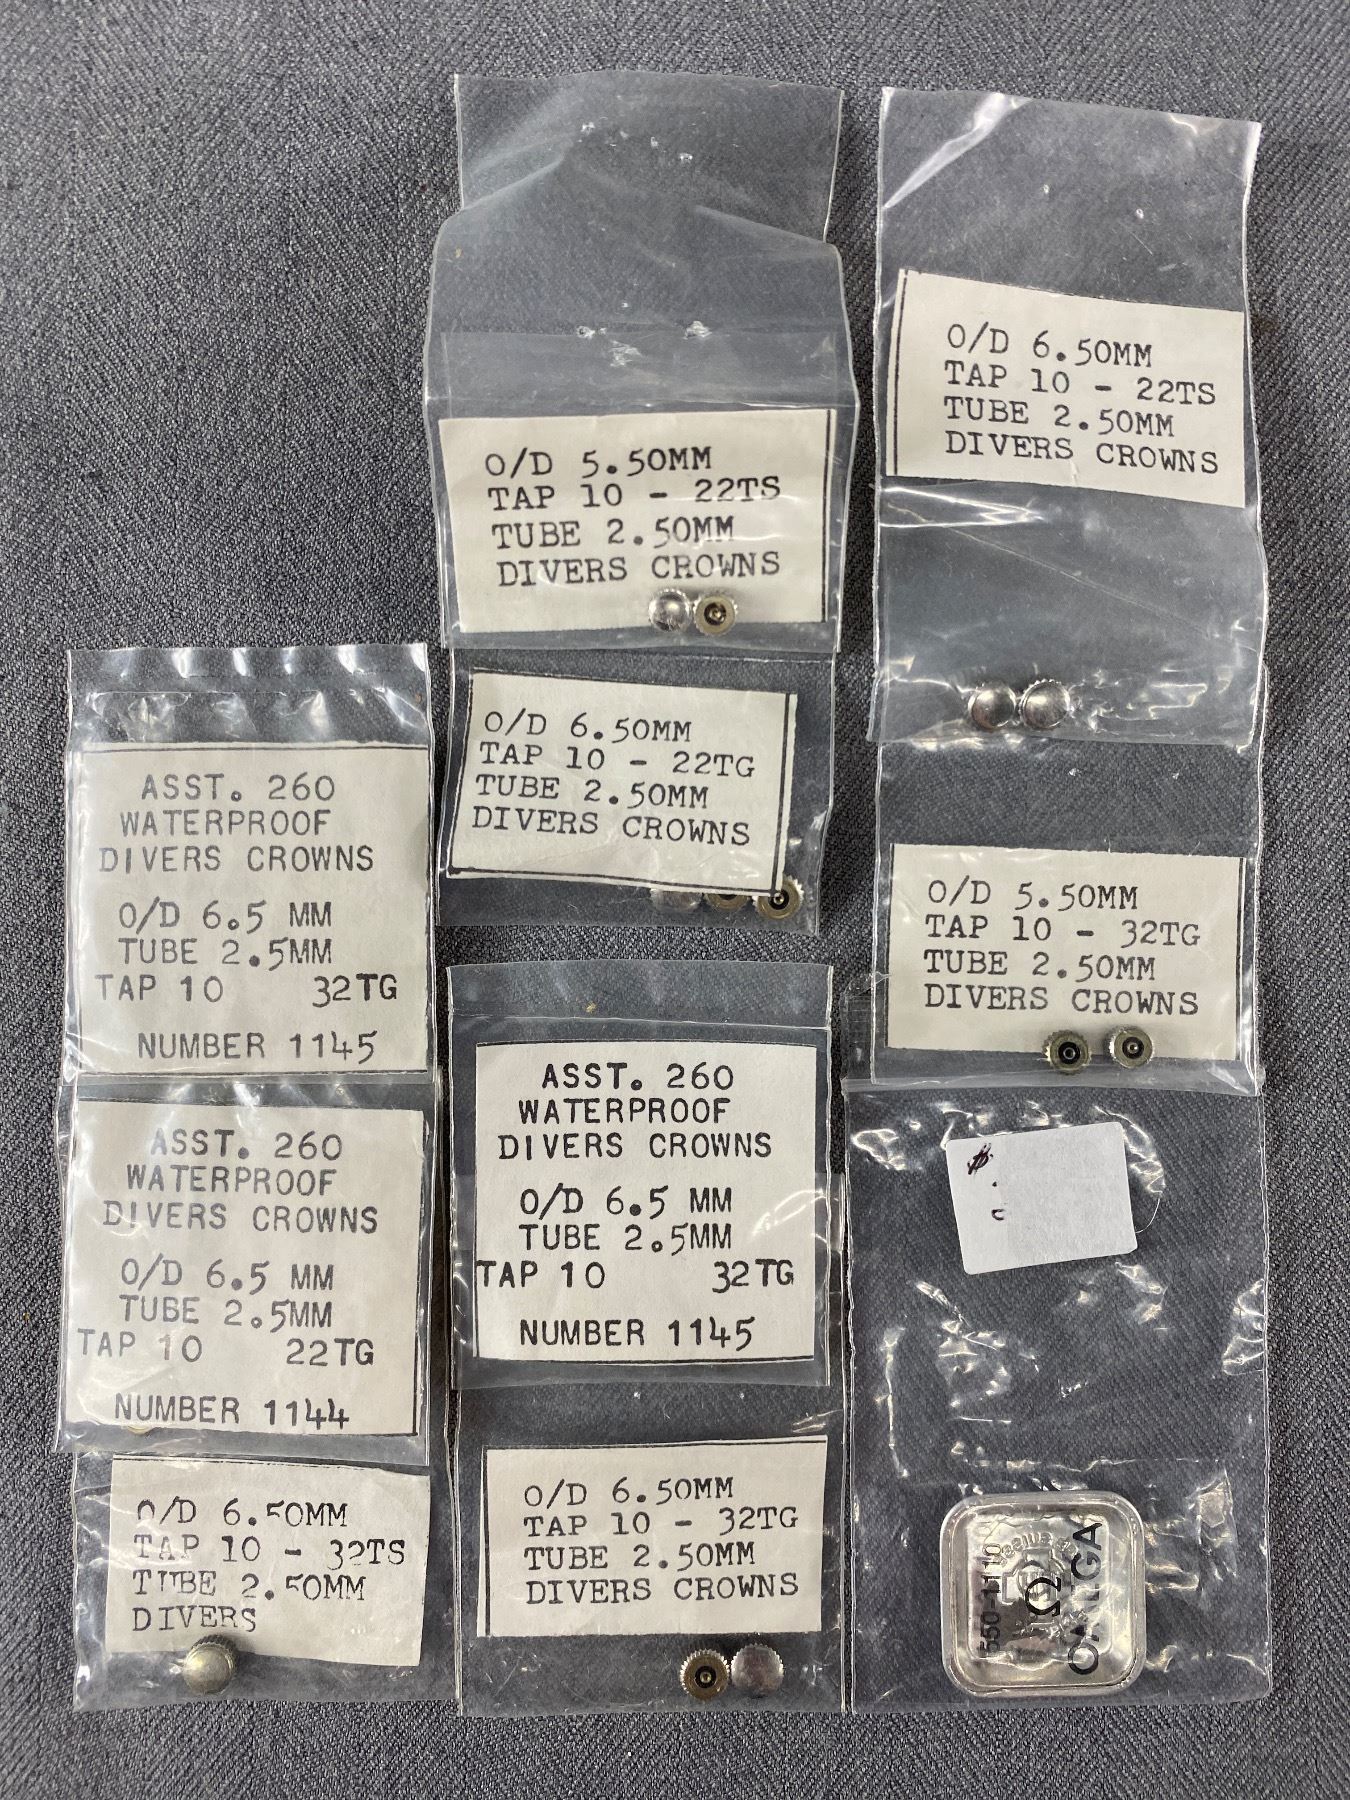 O/D 5.50MM
TAP 10 - 22TS
TUBE 2.50MM
DIVERS CROWNS
O/D 6.50MM
TAP 10 - 22TS
TUBE 2.50MM
DIVERS CROWNS
O/D 6.50MM
TAP 10 - 22TG
TUBE 2.50MM
DIVERS CROWNS
ASST. 260
WATERPROOF
DIVERS CROWNS
O/D 6.5 MM
TUBE 2.5MM
TAP 10 32TG
NUMBER 1145
O/D 5.50MM
TAP 10 - 32TG
TUBE 2.50MM
DIVERS CROWNS
ASST. 260
WATERPROOF
DIVERS CROWNS
O/D 6.5 MM
TUBE 2.5MM
TAP 10 22TG
NUMBER 1144
ASST. 260
WATERPROOF
DIVERS CROWNS
O/D 6.5 MM
TUBE 2.5MM
TAP 10 32TG
NUMBER 1145
O/D 6.50MM
TAP 10 - 32TS
TUBE 2.50MM
DIVERS
O/D 6.50MM
TAP 10 - 32TG
TUBE 2.50MM
DIVERS CROWNS
$
550-1110
Ω
OMEGA